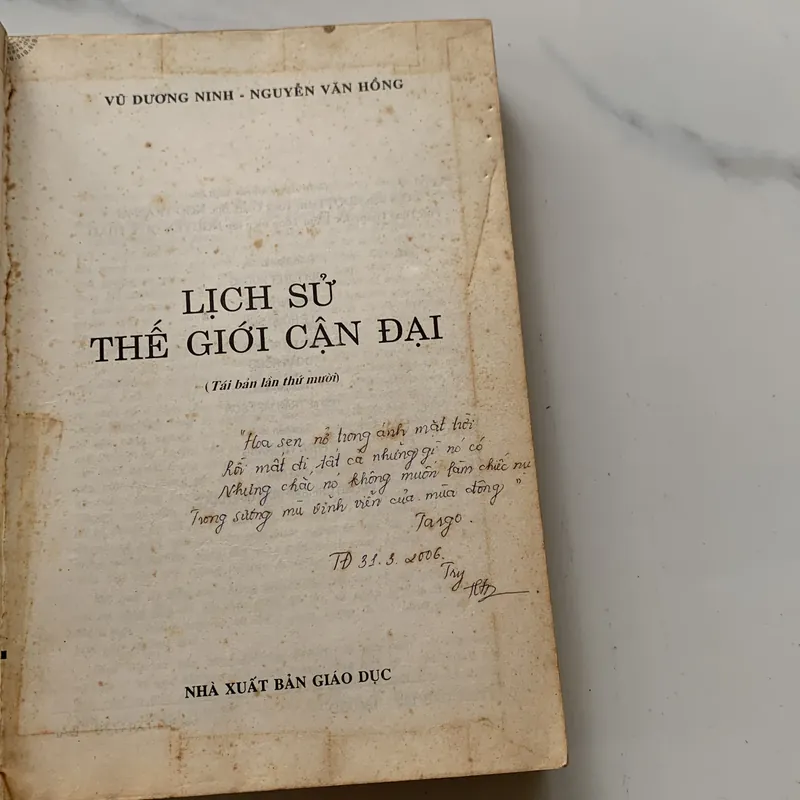 VŨ DƯƠNG NINH - NGUYỄN VĂN HỒNG
LỊCH SỬ
THẾ GIỚI CẬN ĐẠI
(Tái bản lần thứ mười)
"Hoa sen nở trong ánh mặt trời
rồi mất đi, tất cả những gì nó có
Nhưng chắc nó không muốn làm chiếc nụ
Trong sương mù vĩnh viễn của mùa đông"
Targo.
TĐ 31.3.2006.
Try
NHÀ XUẤT BẢN GIÁO DỤC